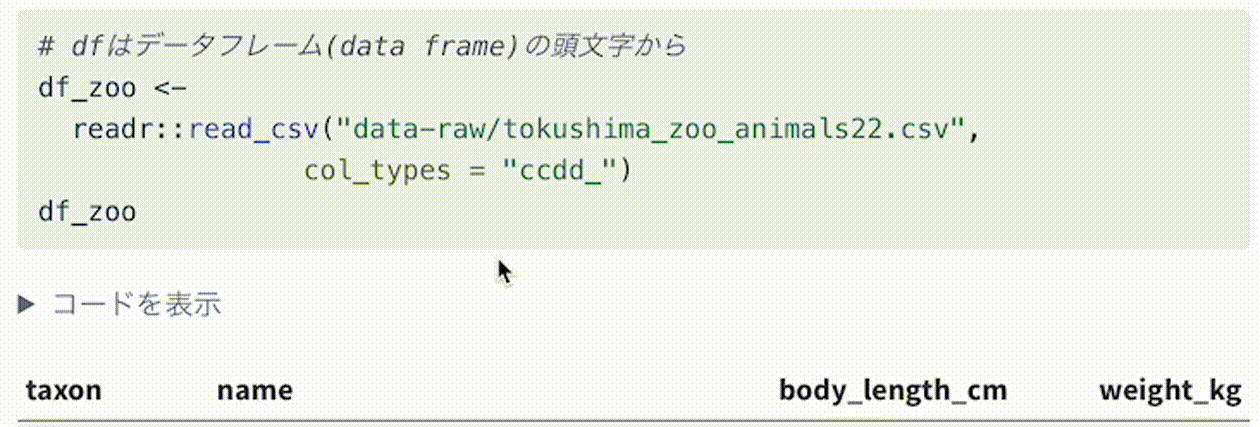 # dfはデータフレーム(data frame)の頭文字から
df_zoo <-
  readr::read_csv("data-raw/tokushima_zoo_animals22.csv",
                  col_types = "ccdd_")
df_zoo
▶ コードを表示
taxon name body_length_cm weight_kg